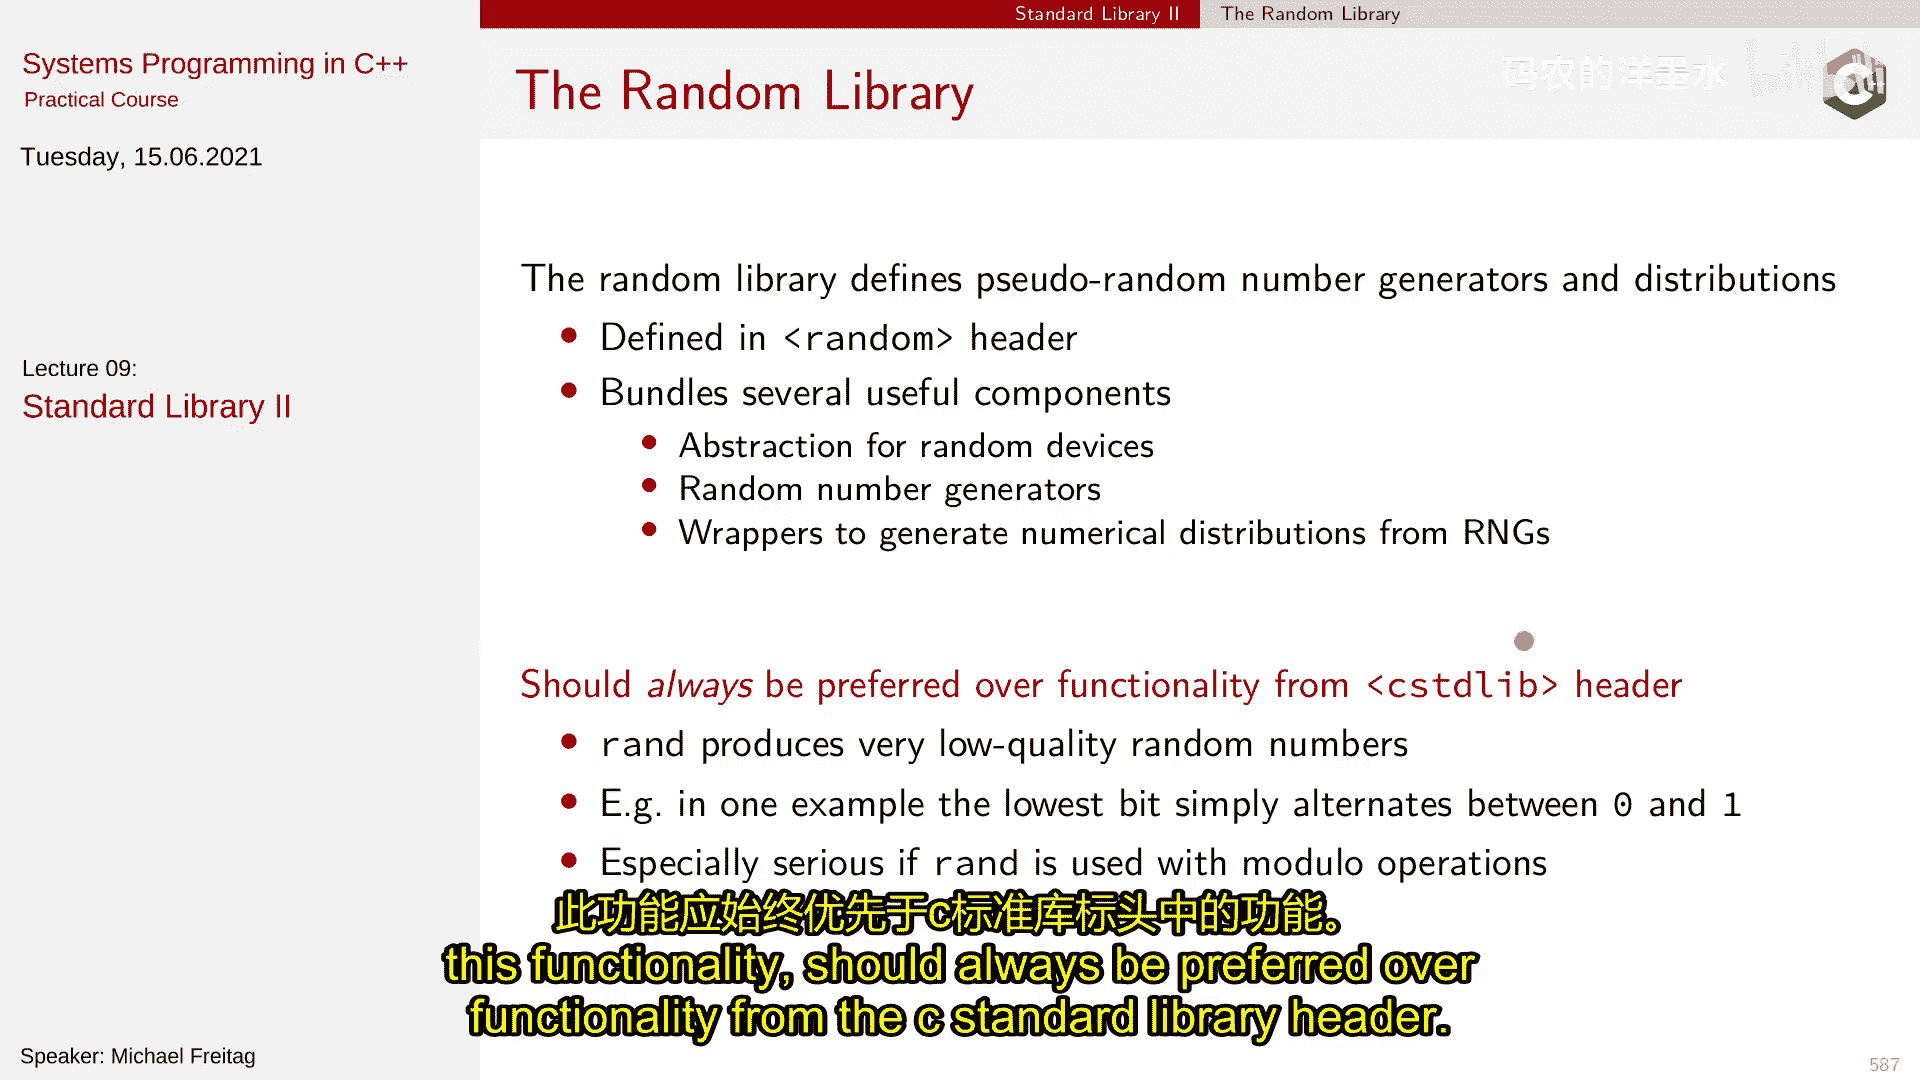 Standard Library II
The Random Library
Systems Programming in C++
Practical Course
Tuesday, 15.06.2021
Lecture 09:
Standard Library II
Speaker: Michael Freitag
The Random Library
码农的洋墨水
The random library defines pseudo-random number generators and distributions
Defined in <random> header
Bundles several useful components
Abstraction for random devices
Random number generators
Wrappers to generate numerical distributions from RNGs
Should always be preferred over functionality from <cstdlib> header
rand produces very low-quality random numbers
E.g. in one example the lowest bit simply alternates between 0 and 1
Especially serious if rand is used with modulo operations
此功能应始终优先于c标准库标头中的功能。
this functionality, should always be preferred over
functionality from the c standard library header.
587